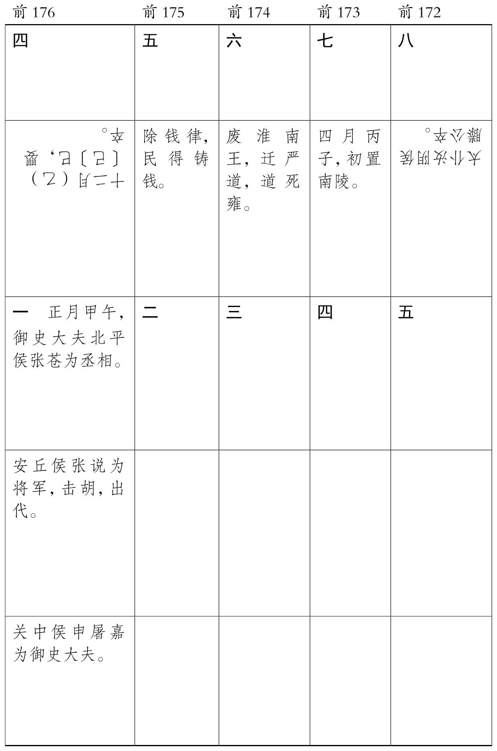 前 176
前 175
前 174
前 173
前 172
四
五
六
七
八
十二月（乙）
〔己〕巳，婴
卒。
除钱律，
民得铸
钱。
废淮南
王，迁严
道，道死
雍。
四月丙
子，初置
南陵。
太仆汝阴侯
滕公卒。
一 正月甲午，
御史大夫北平
侯张苍为丞相。
二
三
四
五
安丘侯张说为
将军，击胡，出
代。
关中侯申屠嘉
为御史大夫。